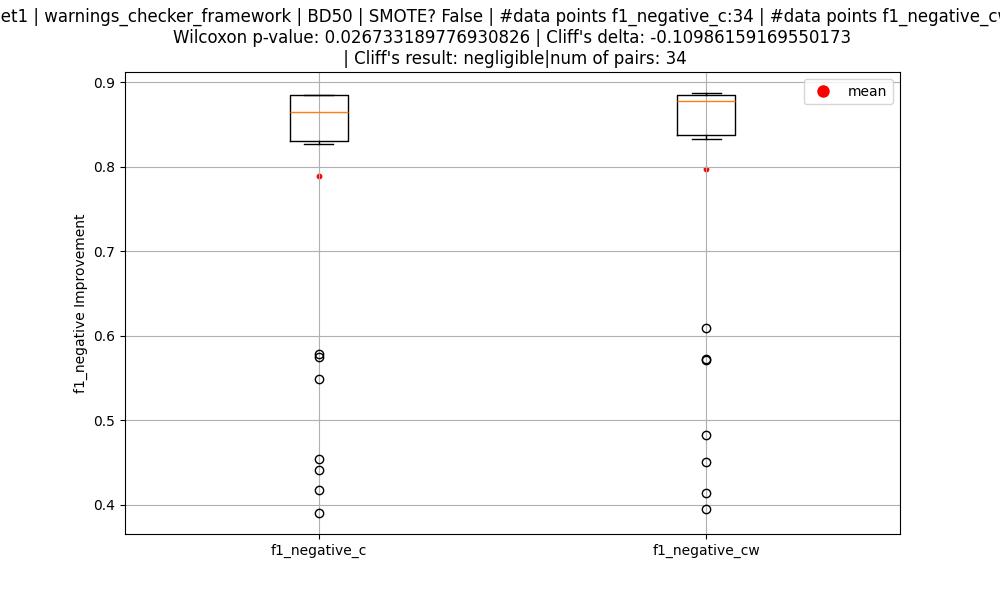 et1 | warnings_checker_framework | BD50 | SMOTE? False | #data points f1_negative_c:34 | #data points f1_negative_cw
Wilcoxon p-value: 0.026733189776930826 | Cliff's delta: -0.10986159169550173
| Cliff's result: negligible|num of pairs: 34
mean
0.9
0.8
0.7
0.6
0.5
0.4
f1_negative Improvement
f1_negative_c
f1_negative_cw